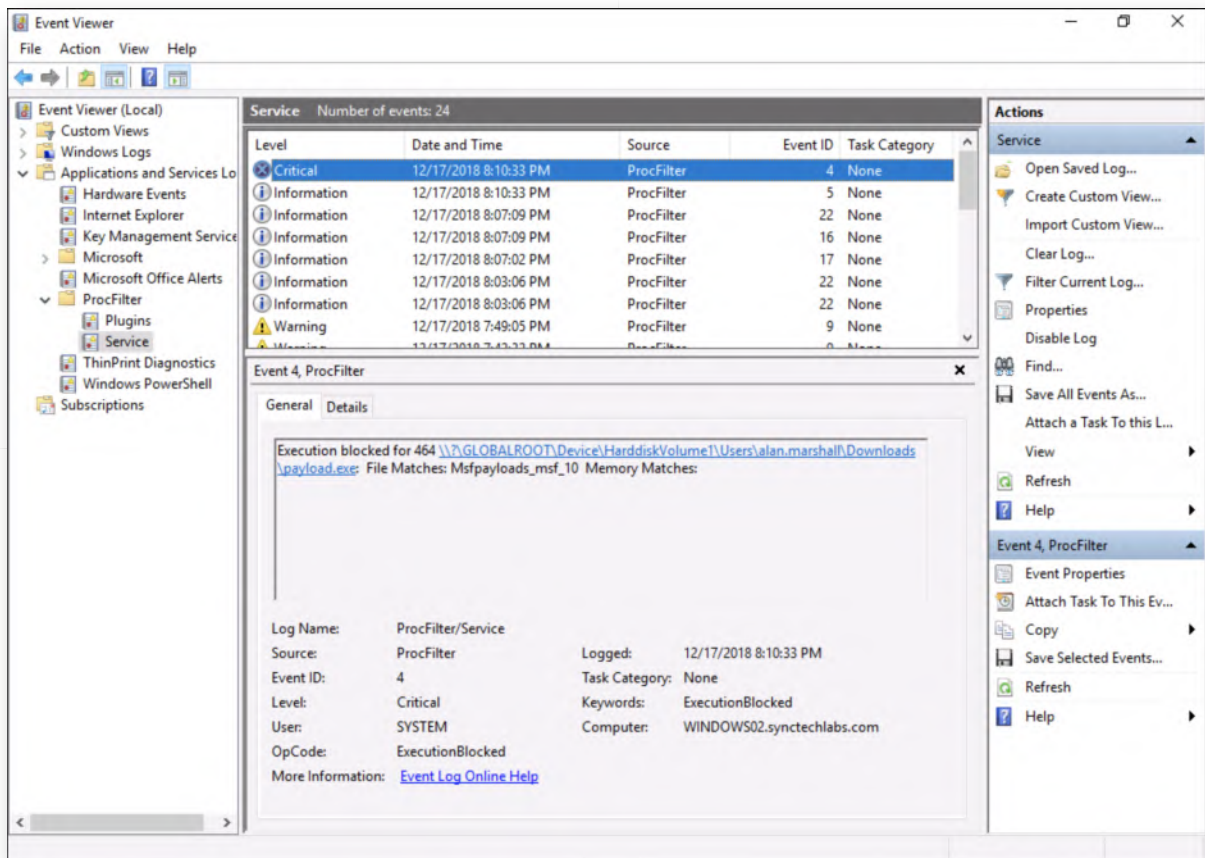 Event Viewer
File Action View Help
Event Viewer (Local)
Custom Views
Windows Logs
Applications and Services Lo
Hardware Events
Internet Explorer
Key Management Service
Microsoft
Microsoft Office Alerts
ProcFilter
Plugins
Service
ThinPrint Diagnostics
Windows PowerShell
Subscriptions
Service Number of events: 24
Level Date and Time Source Event ID Task Category
Critical 12/17/2018 8:10:33 PM ProcFilter 4 None
Information 12/17/2018 8:10:33 PM ProcFilter 5 None
Information 12/17/2018 8:07:09 PM ProcFilter 22 None
Information 12/17/2018 8:07:09 PM ProcFilter 16 None
Information 12/17/2018 8:07:02 PM ProcFilter 17 None
Information 12/17/2018 8:03:06 PM ProcFilter 22 None
Information 12/17/2018 8:03:06 PM ProcFilter 22 None
Warning 12/17/2018 7:49:05 PM ProcFilter 9 None
Event 4, ProcFilter
General Details
Execution blocked for 464 \\?\GLOBALROOT\Device\HarddiskVolume1\Users\alan.marshall\Downloads
\payload.exe: File Matches: Msfpayloads_msf_10 Memory Matches:
Log Name: ProcFilter/Service
Source: ProcFilter Logged: 12/17/2018 8:10:33 PM
Event ID: 4 Task Category: None
Level: Critical Keywords: ExecutionBlocked
User: SYSTEM Computer: WINDOWS02.synctechlabs.com
OpCode: ExecutionBlocked
More Information: Event Log Online Help
Actions
Service
Open Saved Log...
Create Custom View...
Import Custom View...
Clear Log...
Filter Current Log...
Properties
Disable Log
Find...
Save All Events As...
Attach a Task To this L...
View
Refresh
Help
Event 4, ProcFilter
Event Properties
Attach Task To This Ev...
Copy
Save Selected Events...
Refresh
Help